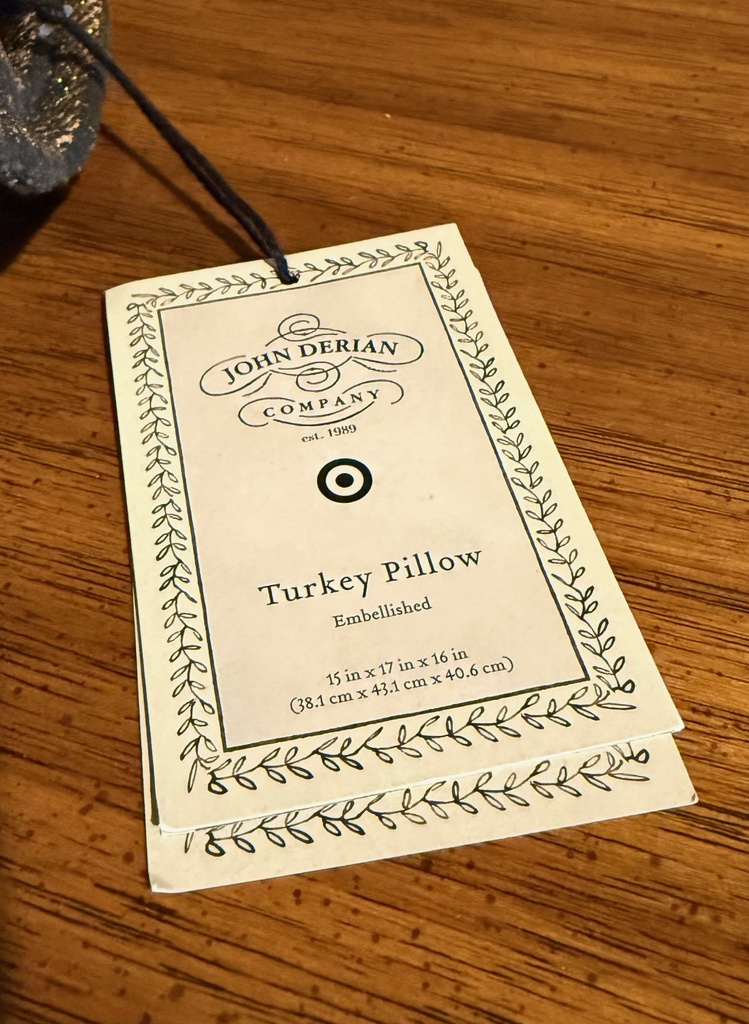 JOHN DERIAN
COMPANY
est. 1989
Turkey Pillow
Embellished
15 in x 17 in x 16 in
(38.1 cm x 43.1 cm x 40.6 cm)